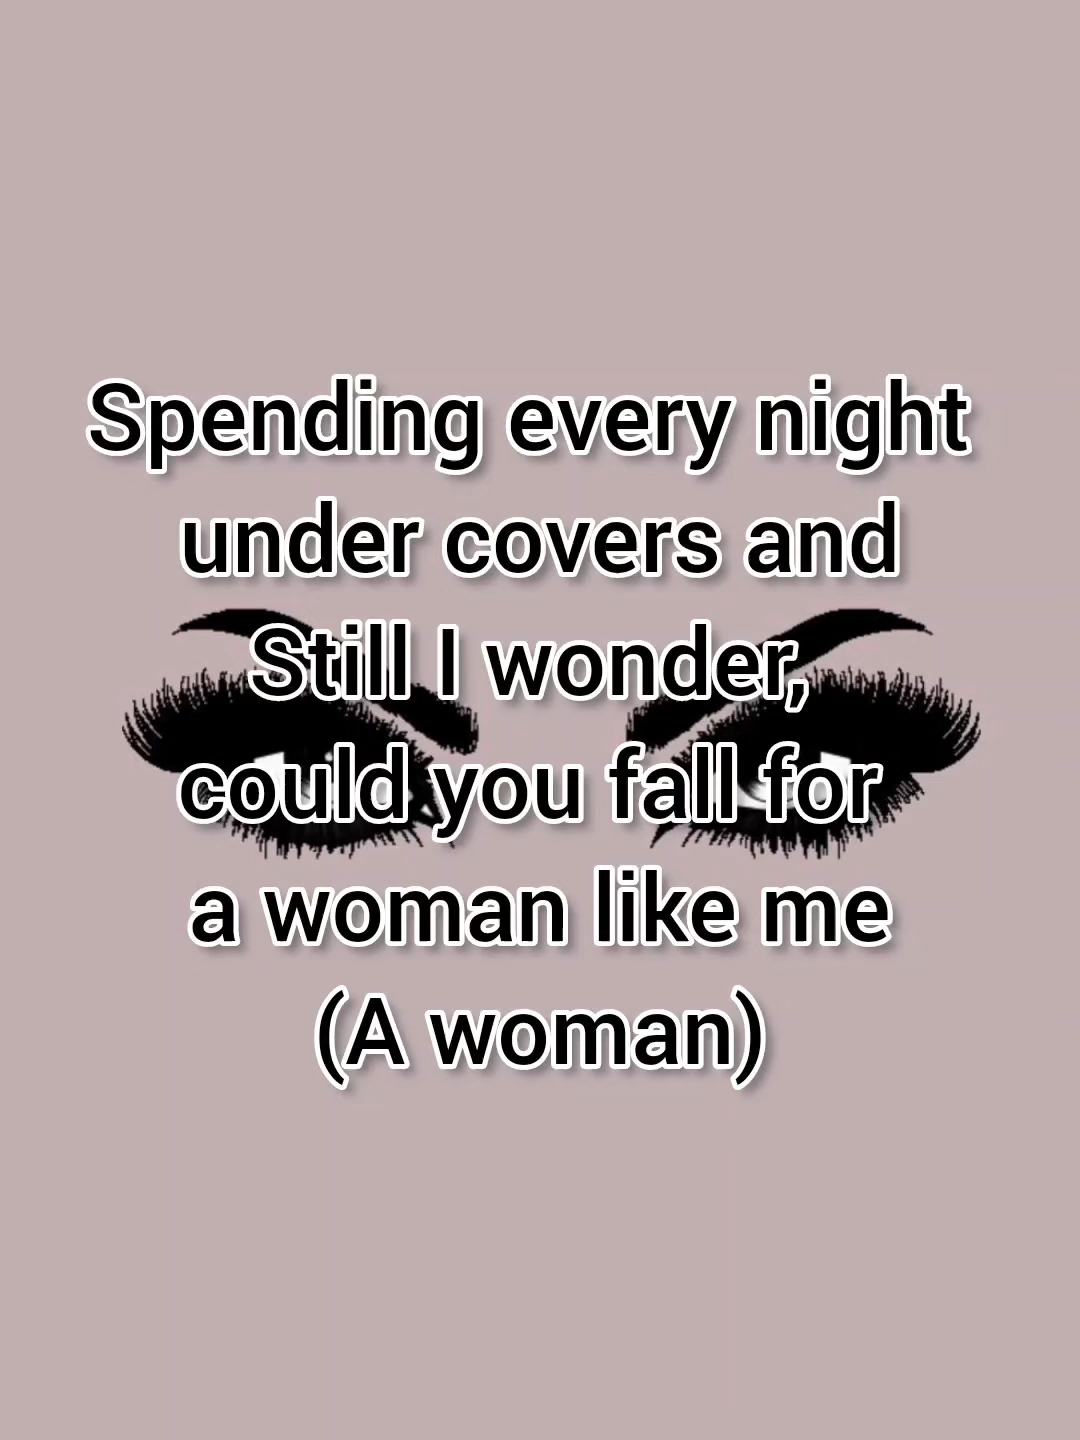 Spending every night
under covers and
Still I wonder,
could you fall for
a woman like me
(A woman)